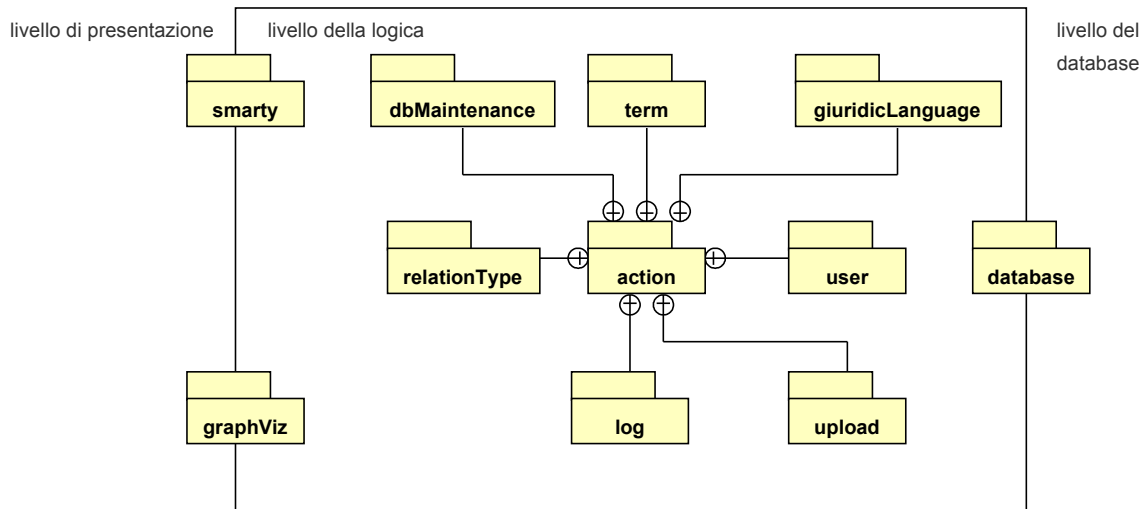 livello di presentazione
livello della logica
livello del
database
smarty
dbMaintenance
term
giuridicLanguage
relationType
action
user
database
graphViz
log
upload